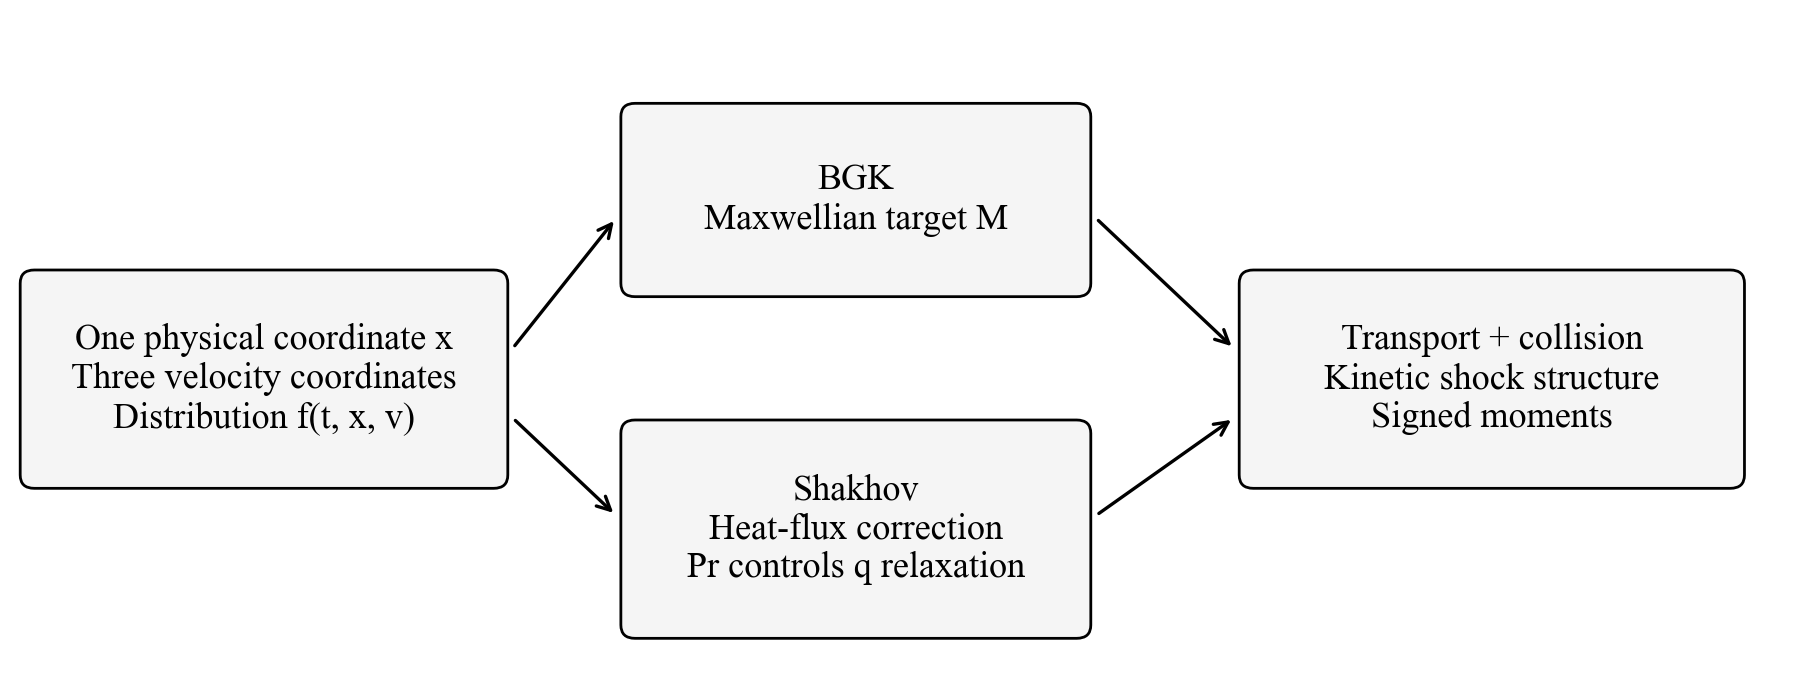 One physical coordinate x
Three velocity coordinates
Distribution f(t, x, v)
BGK
Maxwellian target M
Shakhov
Heat-flux correction
Pr controls q relaxation
Transport + collision
Kinetic shock structure
Signed moments